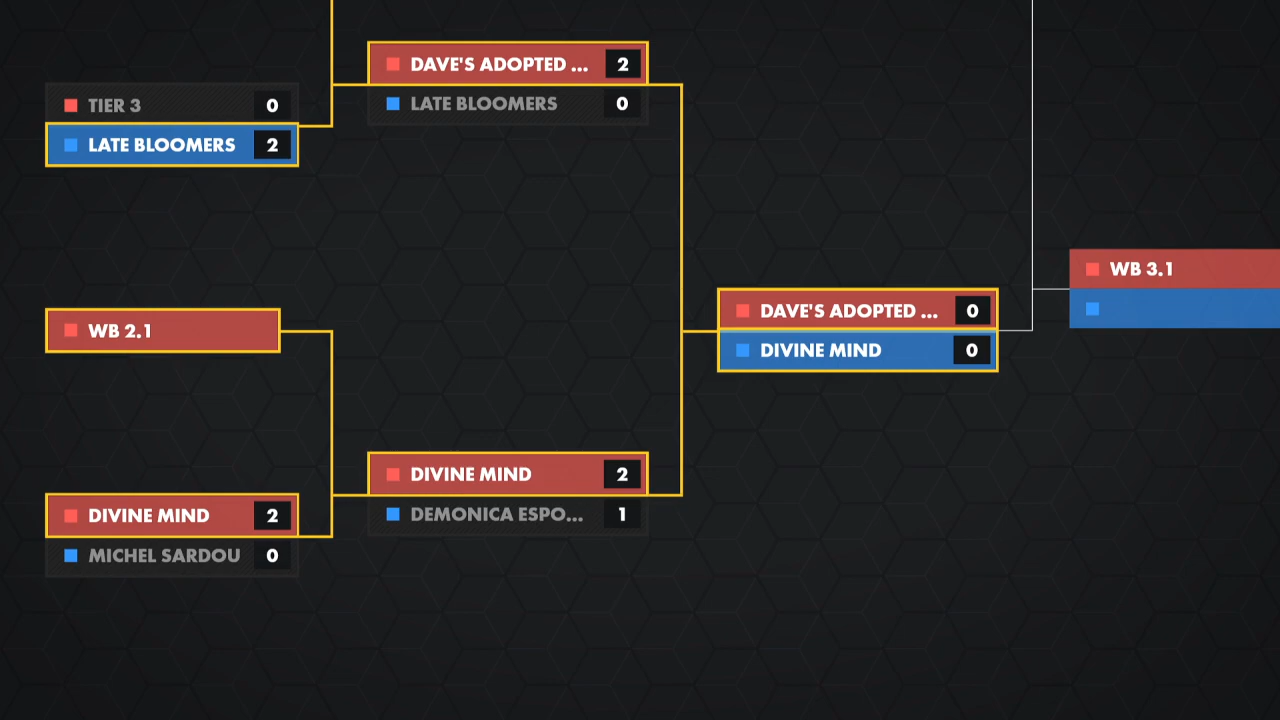 TIER 3 0
LATE BLOOMERS 2
WB 2.1
DIVINE MIND 2
MICHEL SARDOU 0
DAVE'S ADOPTED ... 2
LATE BLOOMERS 0
DIVINE MIND 2
DEMONICA ESPO... 1
DAVE'S ADOPTED ... 0
DIVINE MIND 0
WB 3.1